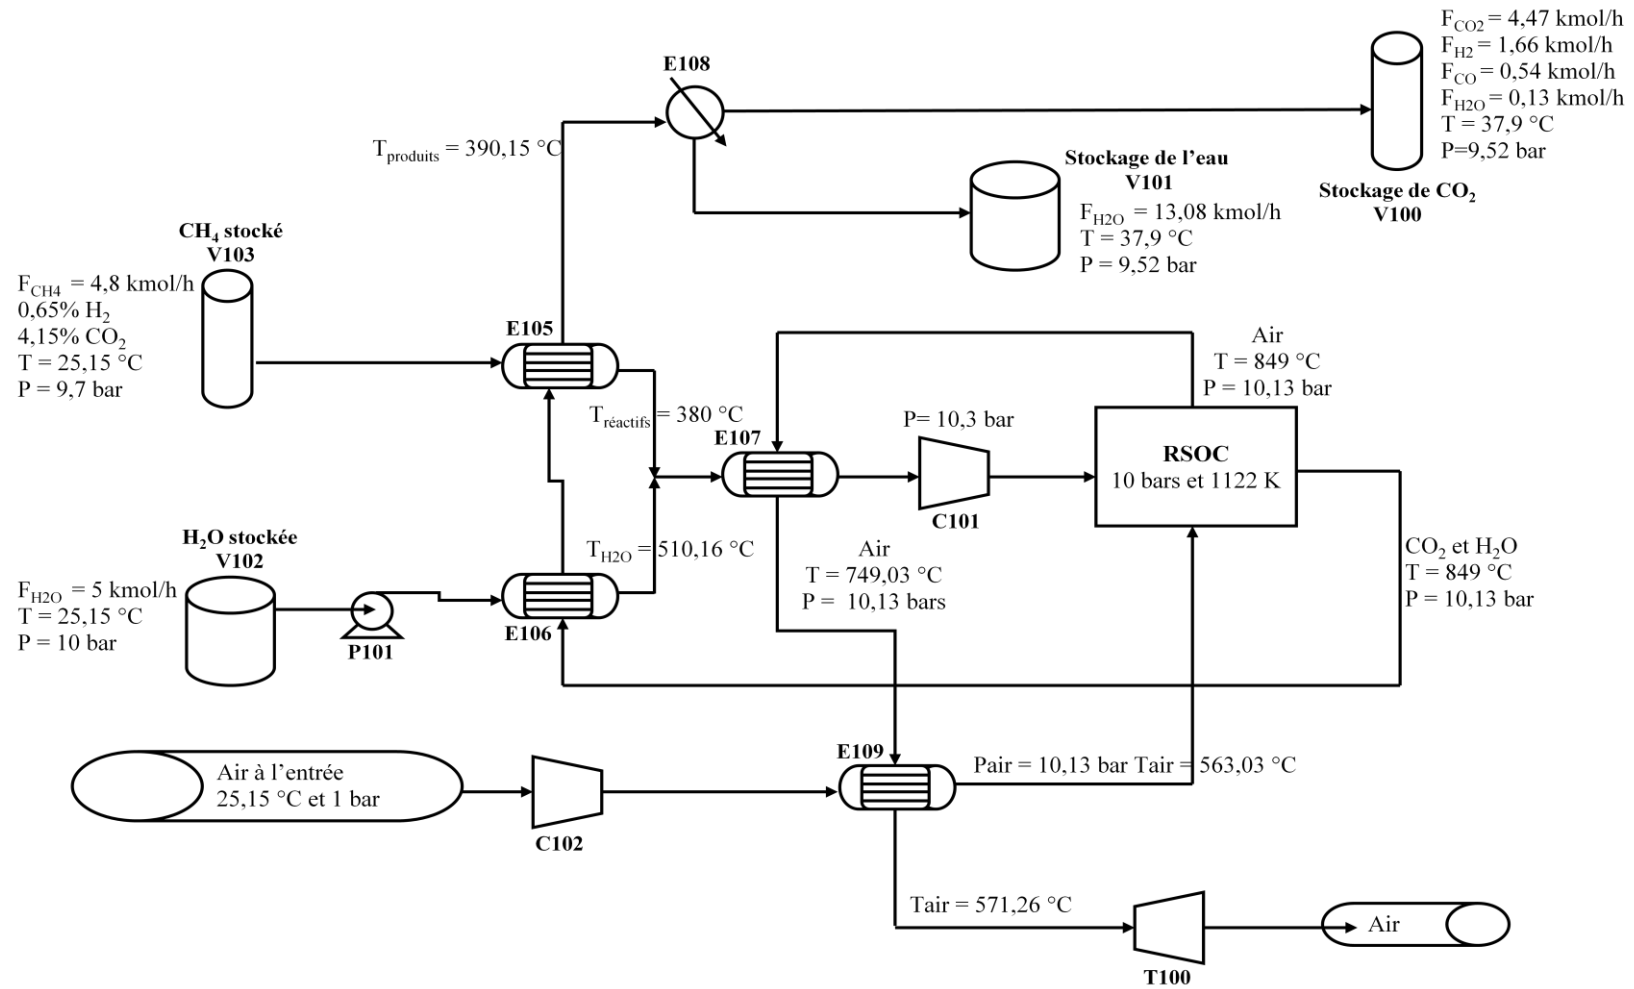 F_CO2 = 4,47 kmol/h
F_H2 = 1,66 kmol/h
F_CO = 0,54 kmol/h
F_H2O = 0,13 kmol/h
T = 37,9 °C
P=9,52 bar
Stockage de CO₂
V100
E108
T_produits = 390,15 °C
Stockage de l’eau
V101
F_H2O = 13,08 kmol/h
T = 37,9 °C
P = 9,52 bar
CH₄ stocké
V103
F_CH4 = 4,8 kmol/h
0,65% H₂
4,15% CO₂
T = 25,15 °C
P = 9,7 bar
E105
T_réactifs = 380 °C
E107
P= 10,3 bar
C101
Air
T = 849 °C
P = 10,13 bar
RSOC
10 bars et 1122 K
H₂O stockée
V102
F_H2O = 5 kmol/h
T = 25,15 °C
P = 10 bar
P101
E106
T_H2O = 510,16 °C
Air
T = 749,03 °C
P = 10,13 bars
CO₂ et H₂O
T = 849 °C
P = 10,13 bar
Air à l’entrée
25,15 °C et 1 bar
C102
E109
Pair = 10,13 bar Tair = 563,03 °C
Tair = 571,26 °C
T100
Air